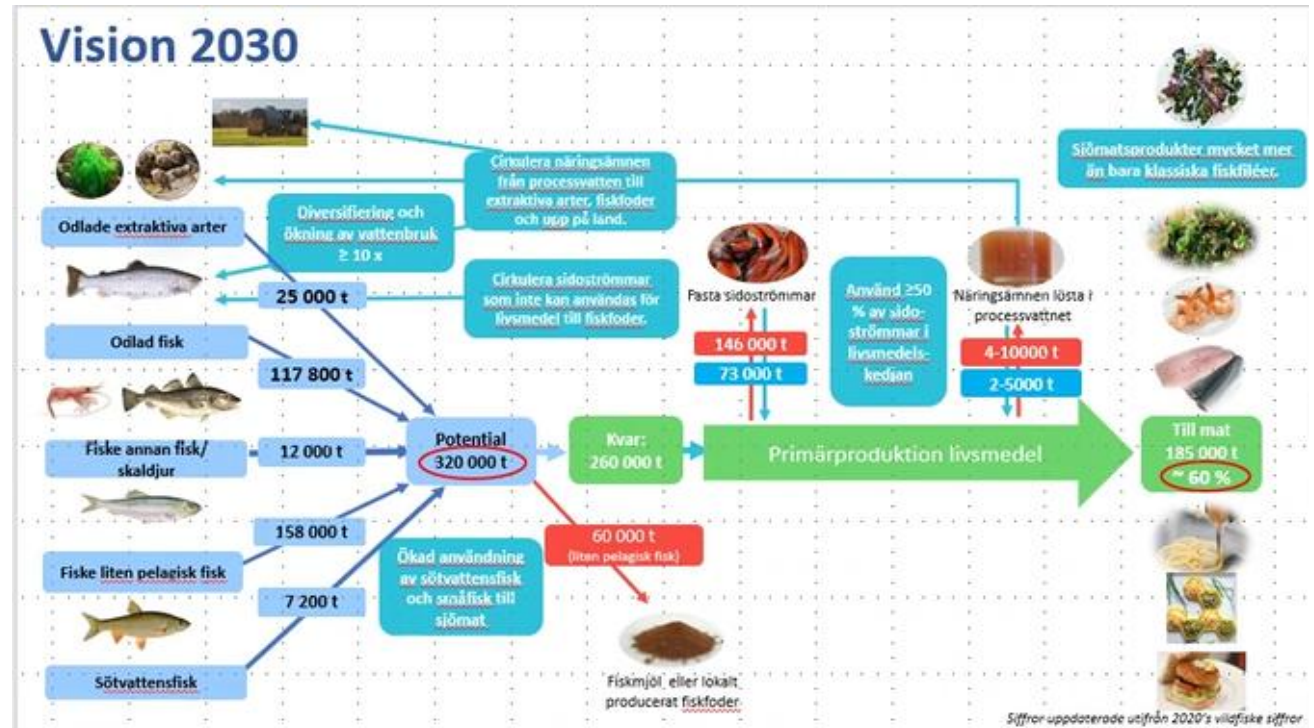 Vision 2030
Cirkulera näringsämnen
från processvatten till
extraktiva arter, fiskfoder
och upp på land.
Sjömatsprodukter mycket mer
än bara klassiska fiskfiléer.
Odlade extraktiva arter
Diversifiering och
ökning av vattenbruk
≥ 10 x
25 000 t
Cirkulera sidoströmmar
som inte kan användas för
livsmedel till fiskfoder.
Fasta sidoströmmar
146 000 t
73 000 t
Använd ≥50
% av sido-
strömmar i
livsmedels-
kedjan
Näringsämnen lösta i
processvattnet
4-10000 t
2-5000 t
Odlad fisk
117 800 t
Fiske annan fisk/
skaldjur
12 000 t
Potential
320 000 t
Kvar:
260 000 t
Primärproduktion livsmedel
Till mat
185 000 t
~ 60 %
158 000 t
Fiske liten pelagisk fisk
60 000 t
(liten pelagisk fisk)
Ökad användning
av sötvattensfisk
och småfisk till
sjömat
7 200 t
Sötvattensfisk
Fiskmjöl eller lokalt
producerat fiskfoder
Siffror uppdaterade utifrån 2020's vildfiske siffror